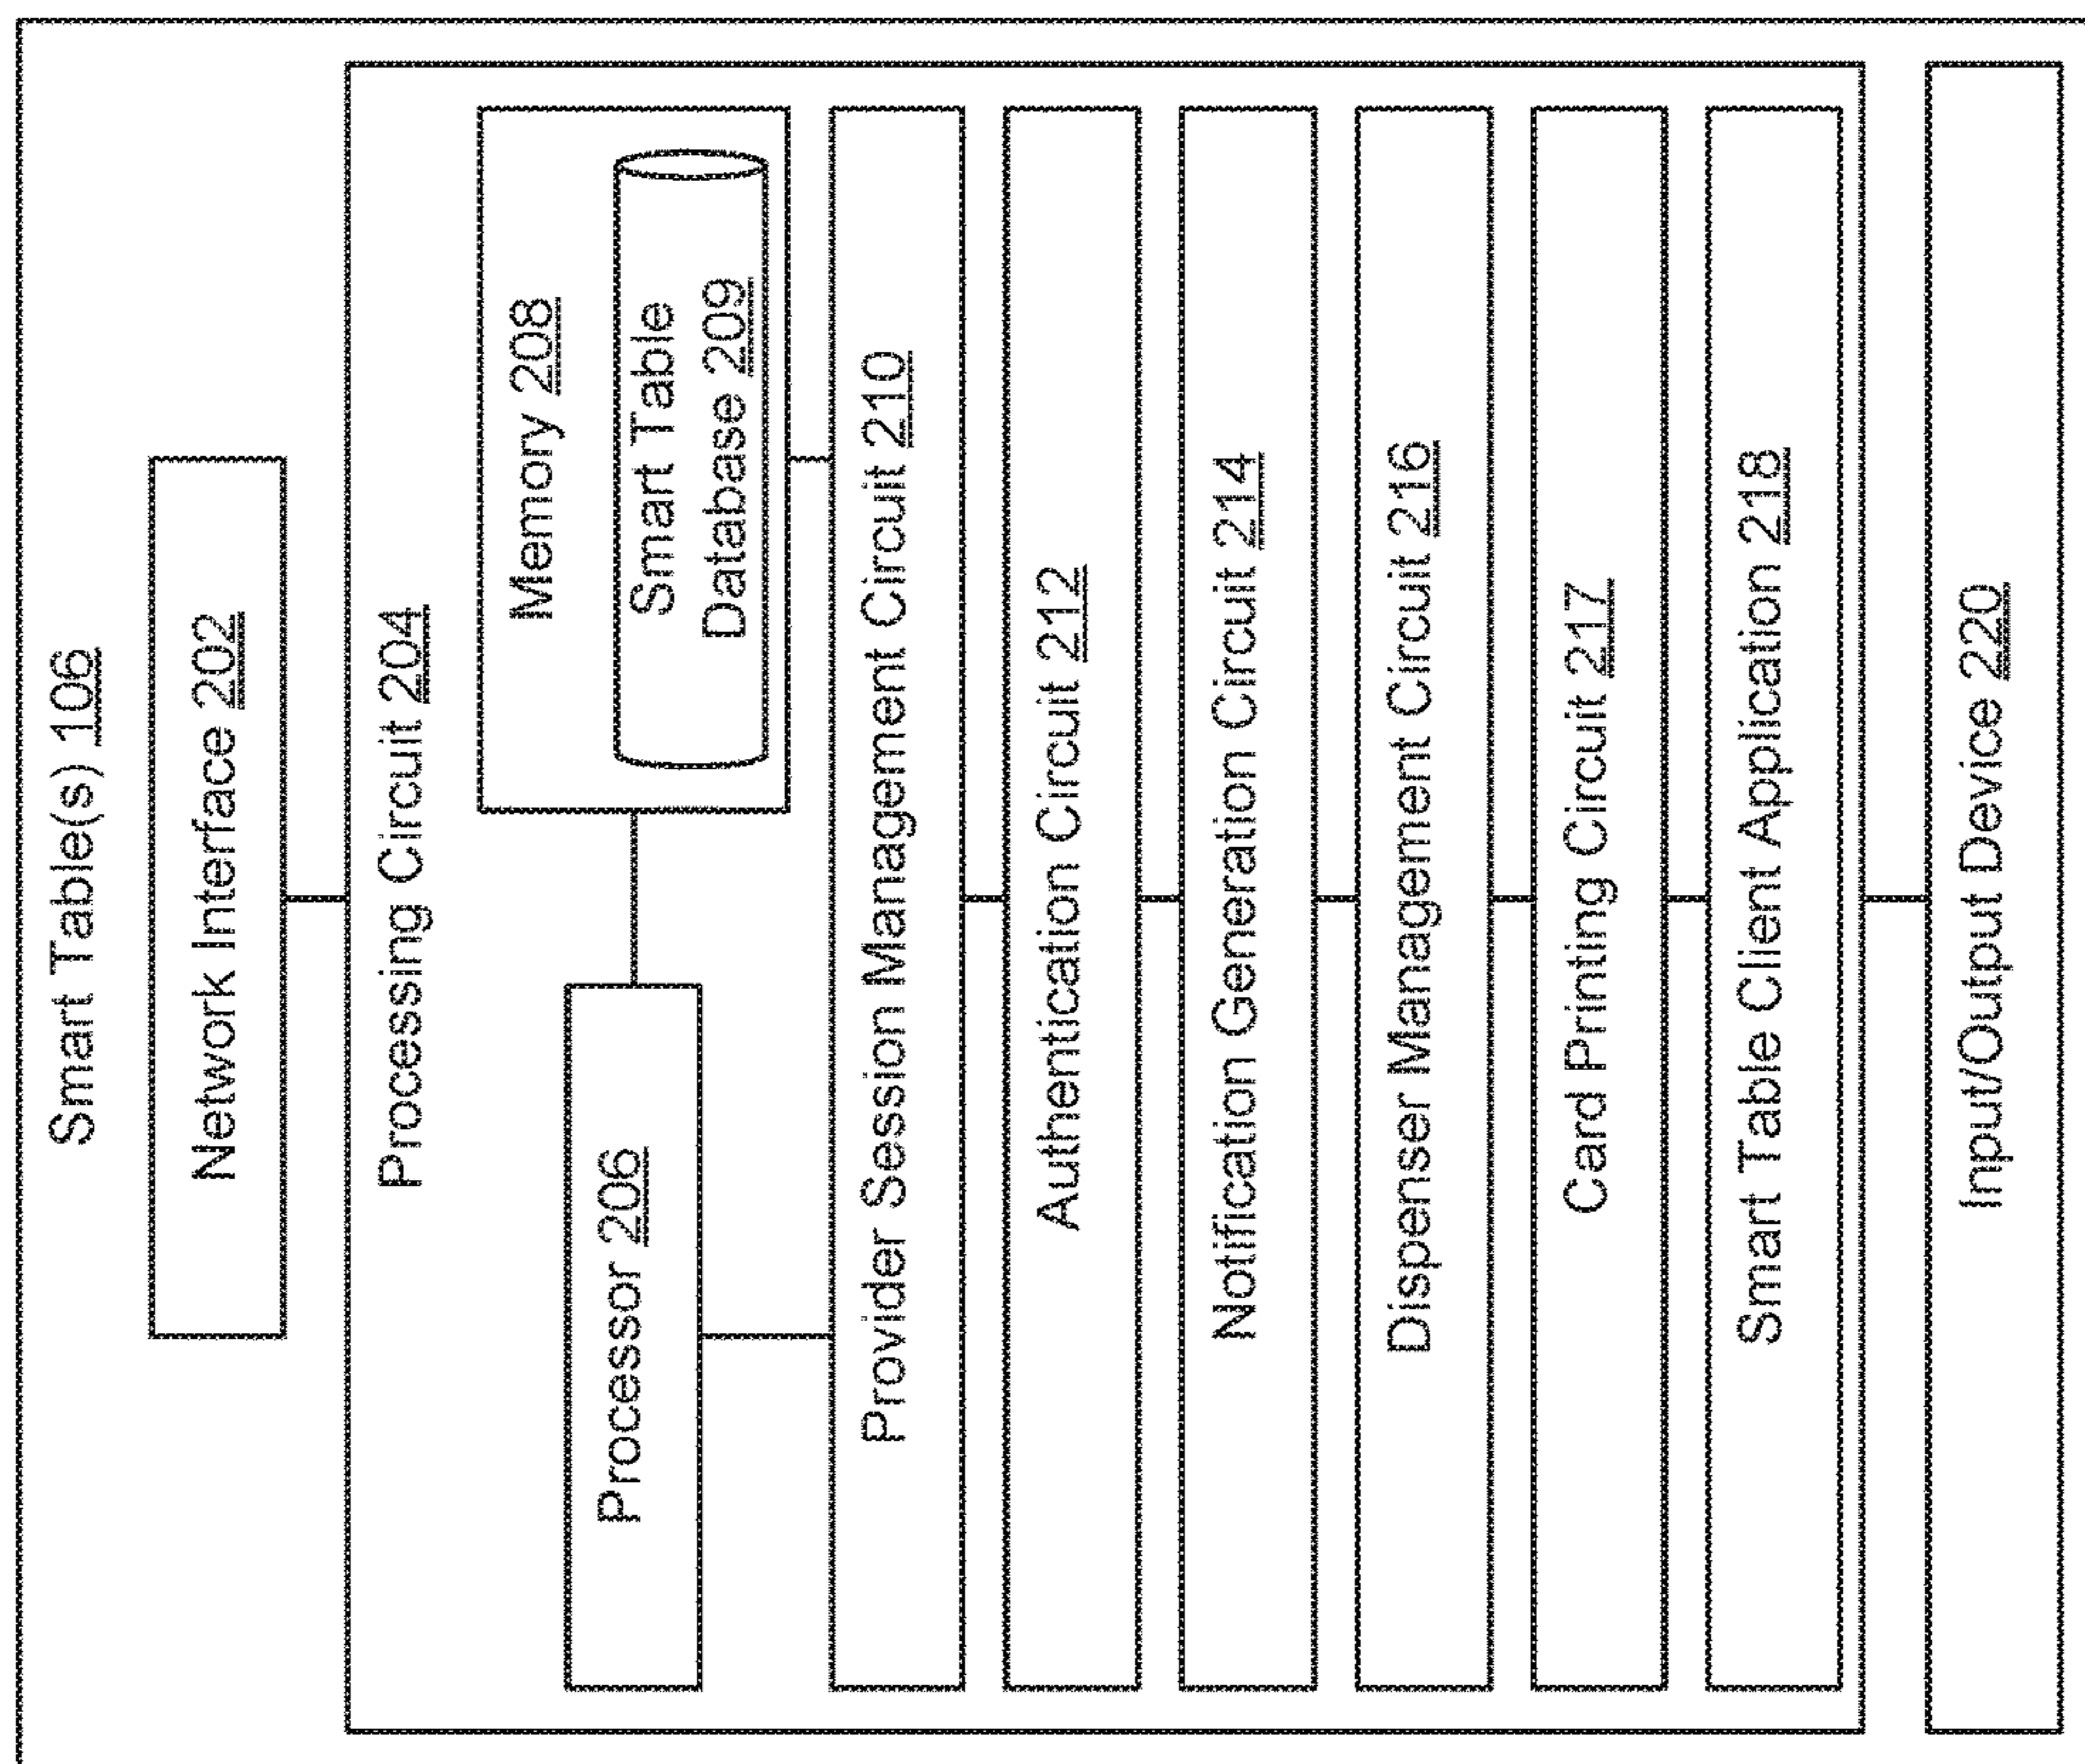 Smart Table(s) 106
Network Interface 202
Processing Circuit 204
Processor 206
Memory 208
Smart Table
Database 209
Provider Session Management Circuit 210
Authentication Circuit 212
Notification Generation Circuit 214
Dispenser Management Circuit 216
Card Printing Circuit 217
Smart Table Client Application 218
Input/Output Device 220